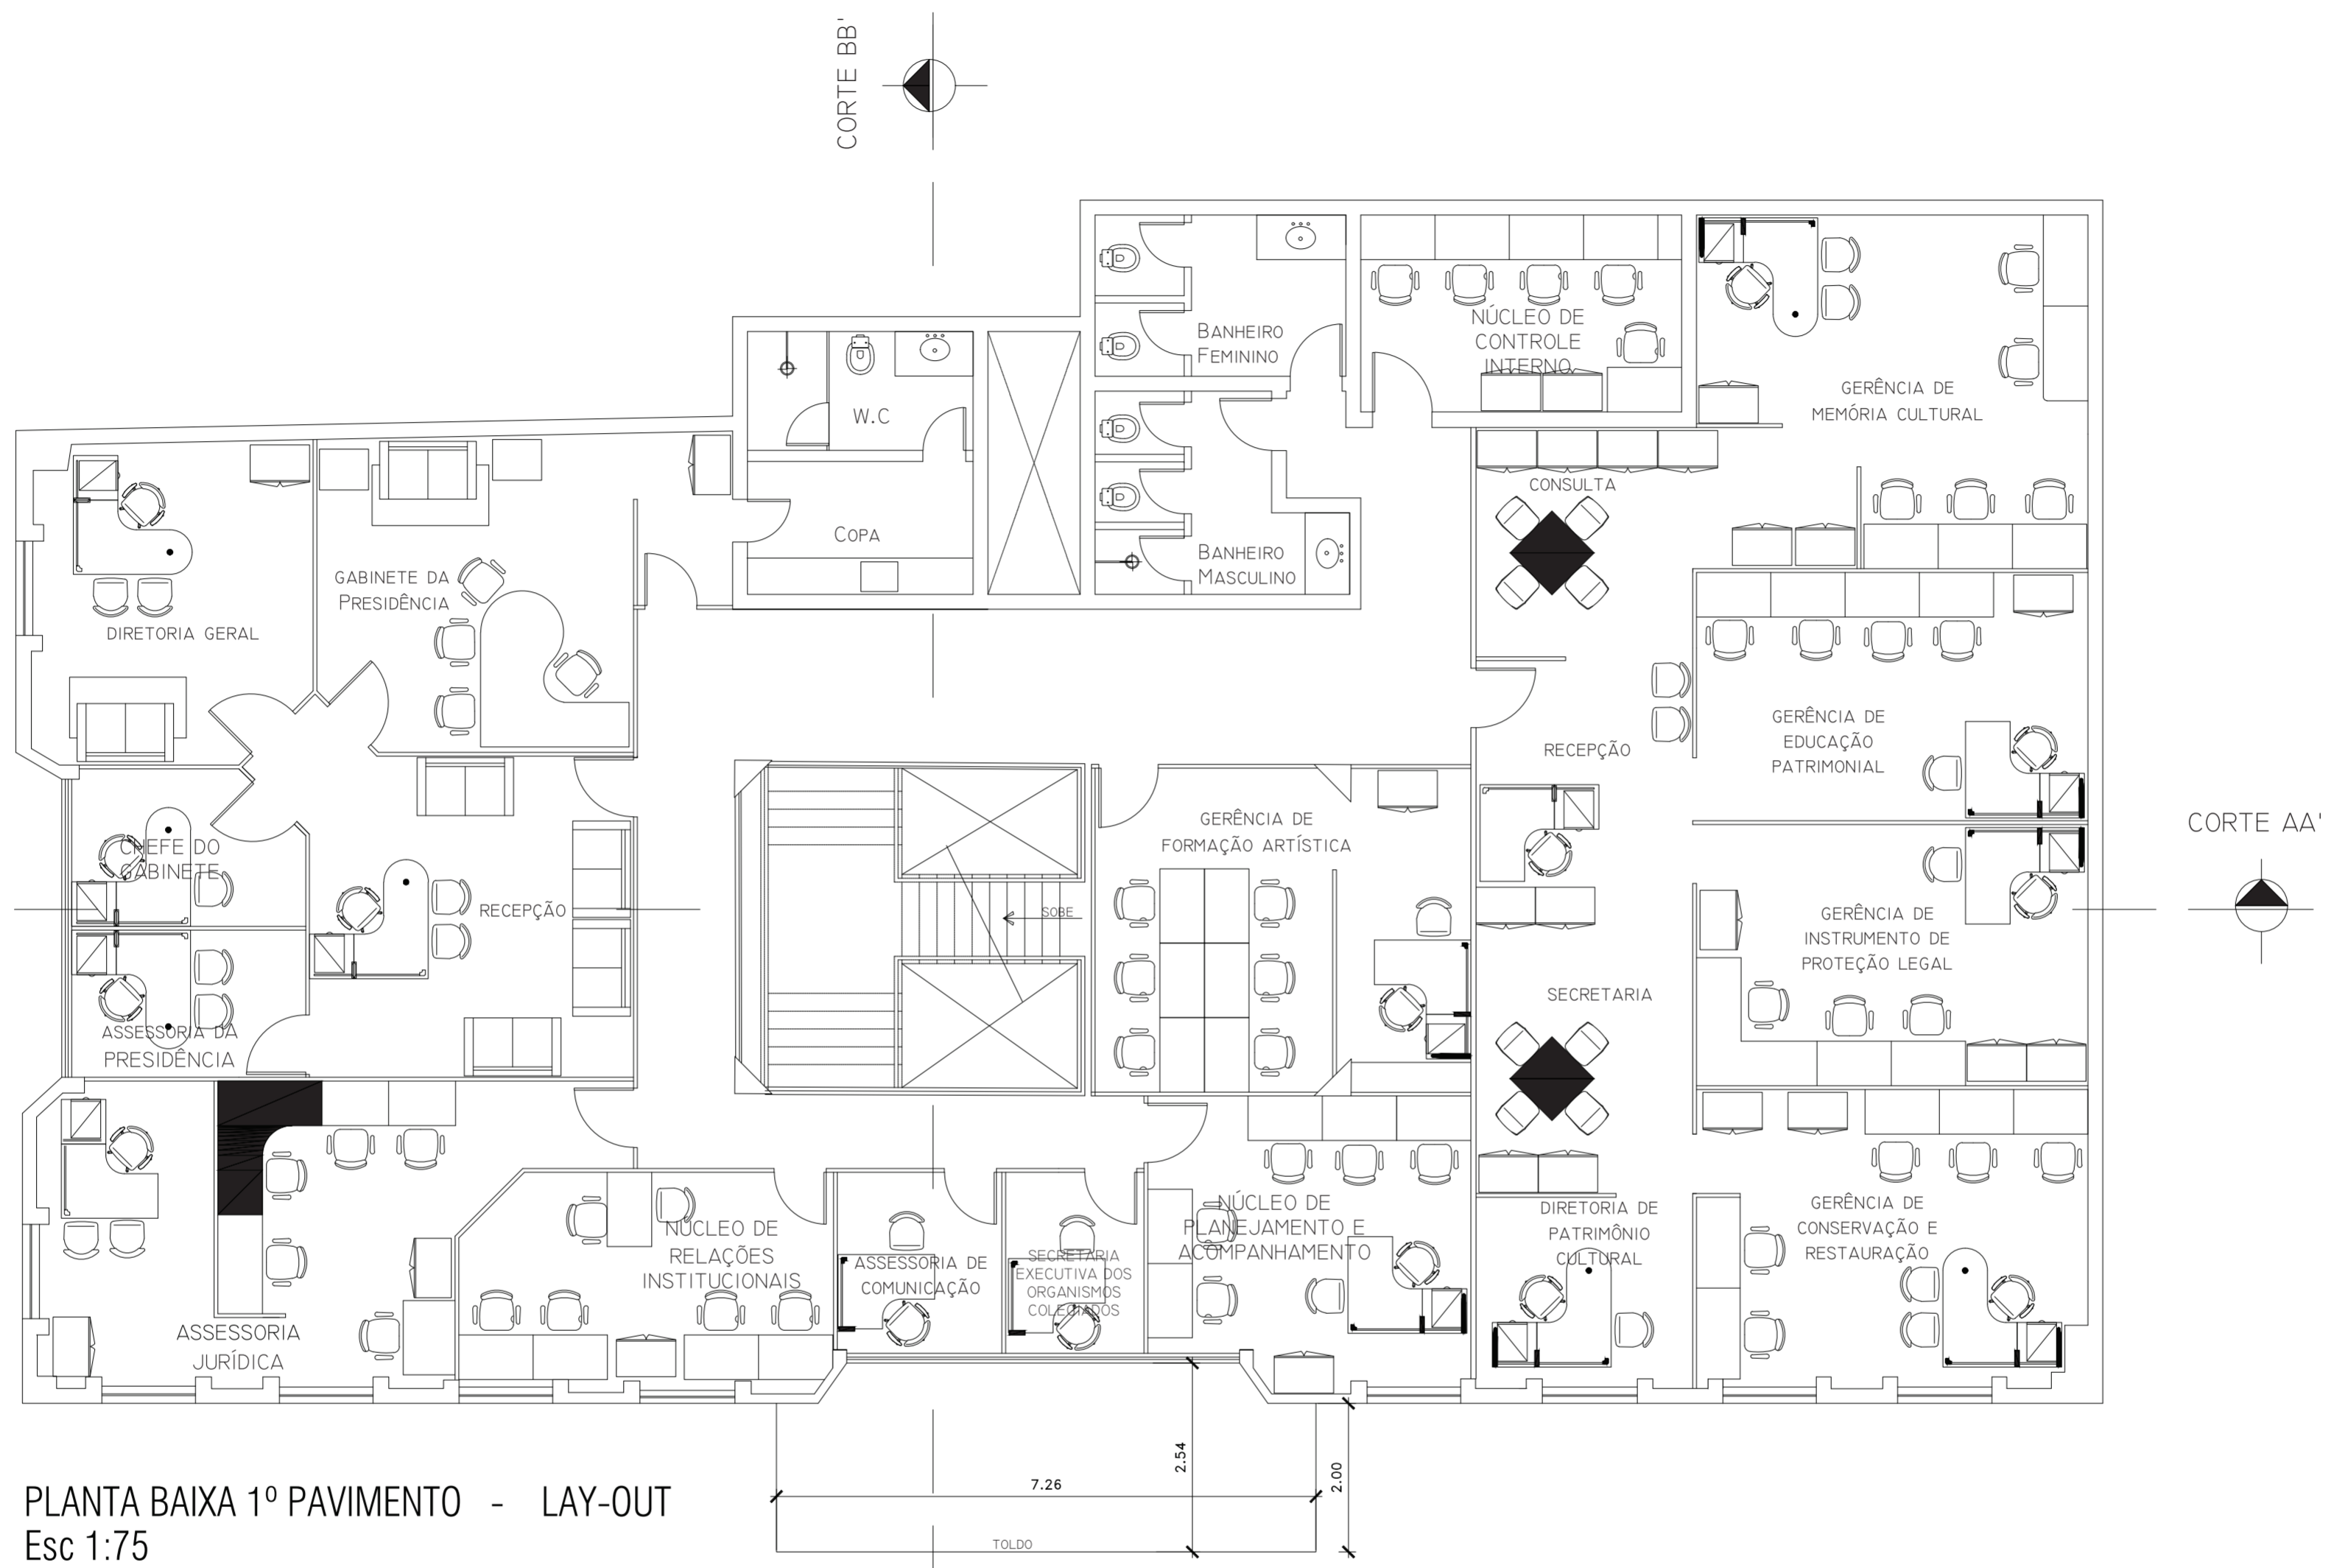 CORTE BB'
BANHEIRO
FEMININO
NÚCLEO DE
CONTROLE
INTERNO
GERÊNCIA DE
MEMÓRIA CULTURAL
W.C
CONSULTA
COPA
BANHEIRO
MASCULINO
GABINETE DA
PRESIDÊNCIA
DIRETORIA GERAL
GERÊNCIA DE
EDUCAÇÃO
PATRIMONIAL
RECEPÇÃO
GERÊNCIA DE
FORMAÇÃO ARTÍSTICA
CORTE AA'
CHEFE DO
GABINETE
RECEPÇÃO
SOBE
GERÊNCIA DE
INSTRUMENTO DE
PROTEÇÃO LEGAL
SECRETARIA
ASSESSORIA DA
PRESIDÊNCIA
NÚCLEO DE
PLANEJAMENTO E
ACOMPANHAMENTO
DIRETORIA DE
PATRIMÔNIO
CULTURAL
GERÊNCIA DE
CONSERVAÇÃO E
RESTAURAÇÃO
NÚCLEO DE
RELAÇÕES
INSTITUCIONAIS
ASSESSORIA DE
COMUNICAÇÃO
SECRETARIA
EXECUTIVA DOS
ORGANISMOS
COLEGIADOS
ASSESSORIA
JURÍDICA
2.54
2.00
7.26
TOLDO
PLANTA BAIXA 1º PAVIMENTO - LAY-OUT
Esc 1:75